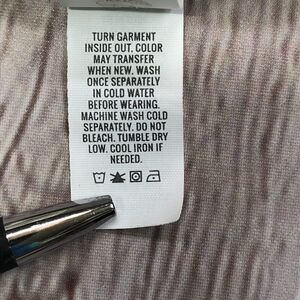 TURN GARMENT
INSIDE OUT. COLOR
MAY TRANSFER
WHEN NEW. WASH
ONCE SEPARATELY
IN COLD WATER
BEFORE WEARING.
MACHINE WASH COLD
SEPARATELY. DO NOT
BLEACH. TUMBLE DRY
LOW. COOL IRON IF
NEEDED.